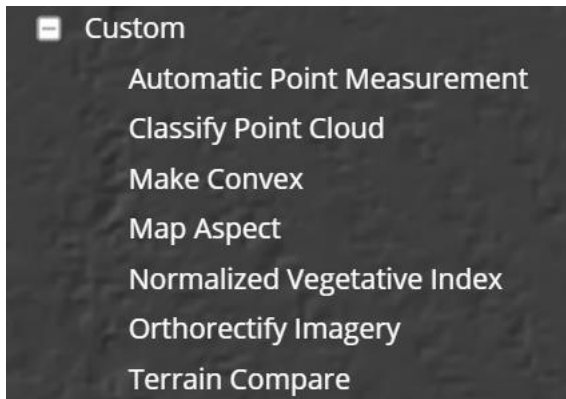 Custom
Automatic Point Measurement
Classify Point Cloud
Make Convex
Map Aspect
Normalized Vegetative Index
Orthorectify Imagery
Terrain Compare